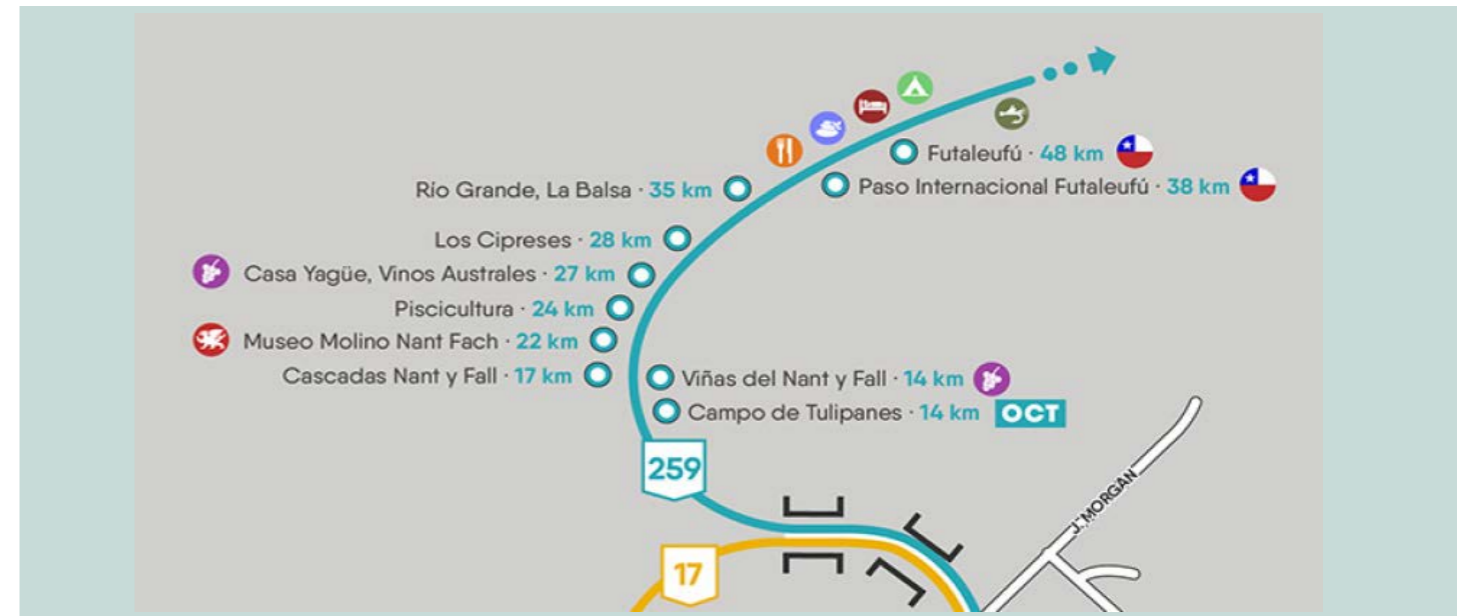 Futaleufú · 48 km
Río Grande, La Balsa · 35 km
Paso Internacional Futaleufú · 38 km
Los Cipreses · 28 km
Casa Yagüe, Vinos Australes · 27 km
Piscicultura · 24 km
Museo Molino Nant Fach · 22 km
Cascadas Nant y Fall · 17 km
Viñas del Nant y Fall · 14 km
Campo de Tulipanes · 14 km OCT
259
J. MORGAN
17